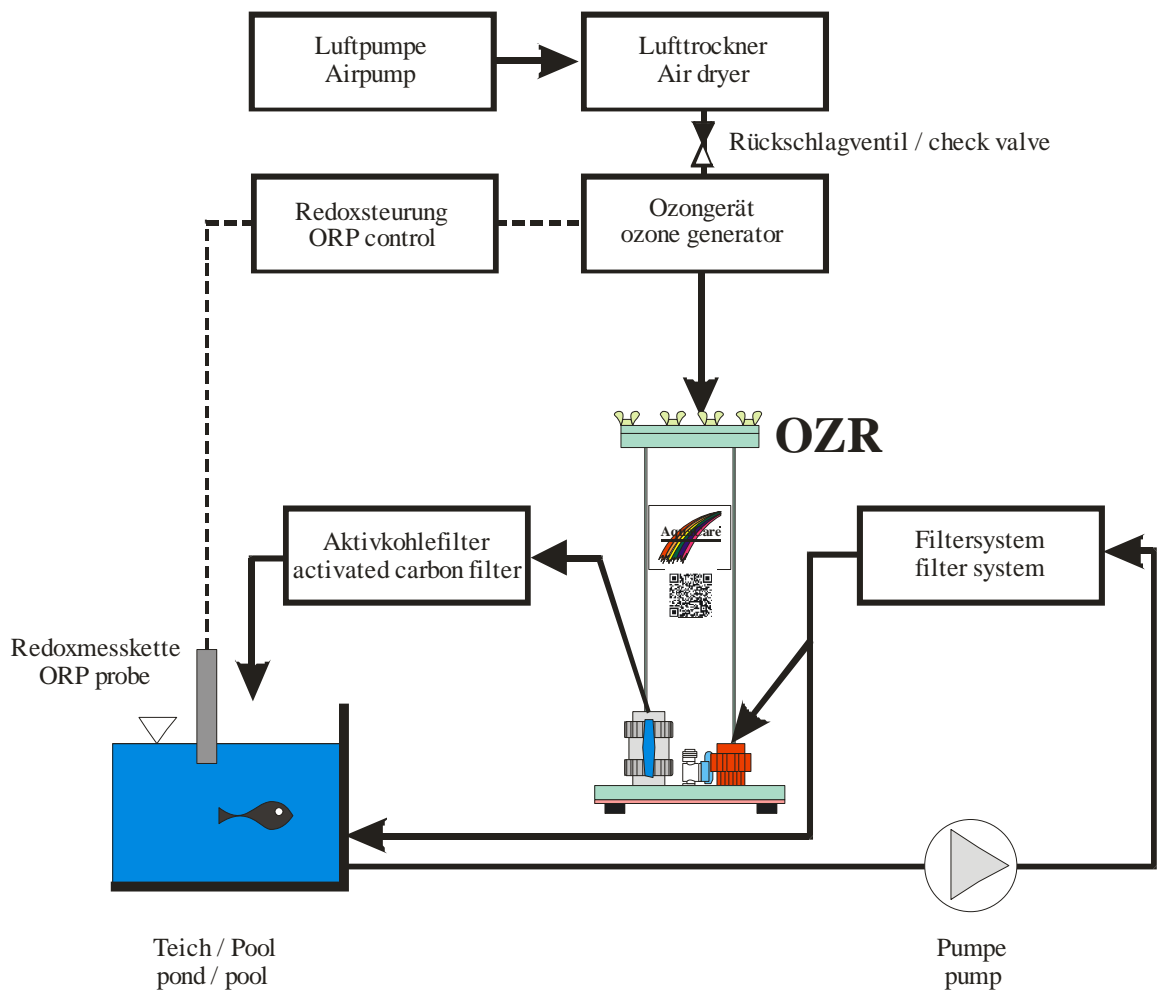 Luftpumpe
Airpump
Lufttrockner
Air dryer
Rückschlagventil / check valve
Redoxsteurung
ORP control
Ozongerät
ozone generator
OZR
Aktivkohlefilter
activated carbon filter
Filtersystem
filter system
Redoxmesskette
ORP probe
Teich / Pool
pond / pool
Pumpe
pump